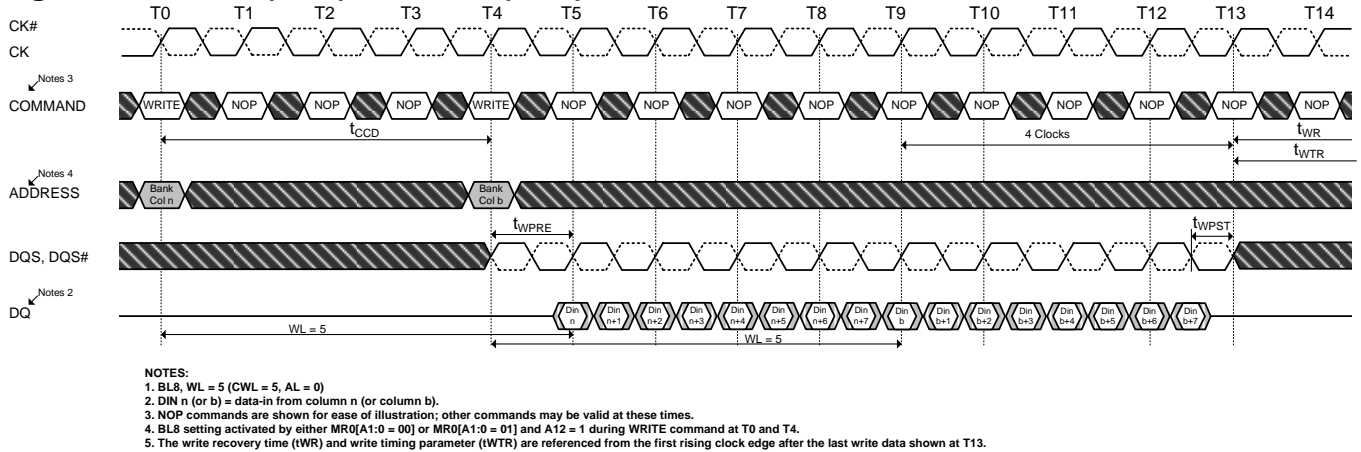 T0 T1 T2 T3 T4 T5 T6 T7 T8 T9 T10 T11 T12 T13 T14
CK#
CK
Notes 3
COMMAND WRITE NOP NOP NOP WRITE NOP NOP NOP NOP NOP NOP NOP NOP NOP NOP
tCCD 4 Clocks tWR
tWTR
Notes 4
ADDRESS
Bank Bank
Col n Col b
tWPRE tWPST
DQS, DQS#
Notes 2
DQ
Din Din Din Din Din Din Din Din Din Din Din Din Din Din Din Din
n n+1 n+2 n+3 n+4 n+5 n+6 n+7 b b+1 b+2 b+3 b+4 b+5 b+6 b+7
WL = 5 WL = 5
NOTES:
1. BL8, WL = 5 (CWL = 5, AL = 0)
2. DIN n (or b) = data-in from column n (or column b).
3. NOP commands are shown for ease of illustration; other commands may be valid at these times.
4. BL8 setting activated by either MR0[A1:0 = 00] or MR0[A1:0 = 01] and A12 = 1 during WRITE command at T0 and T4.
5. The write recovery time (tWR) and write timing parameter (tWTR) are referenced from the first rising clock edge after the last write data shown at T13.